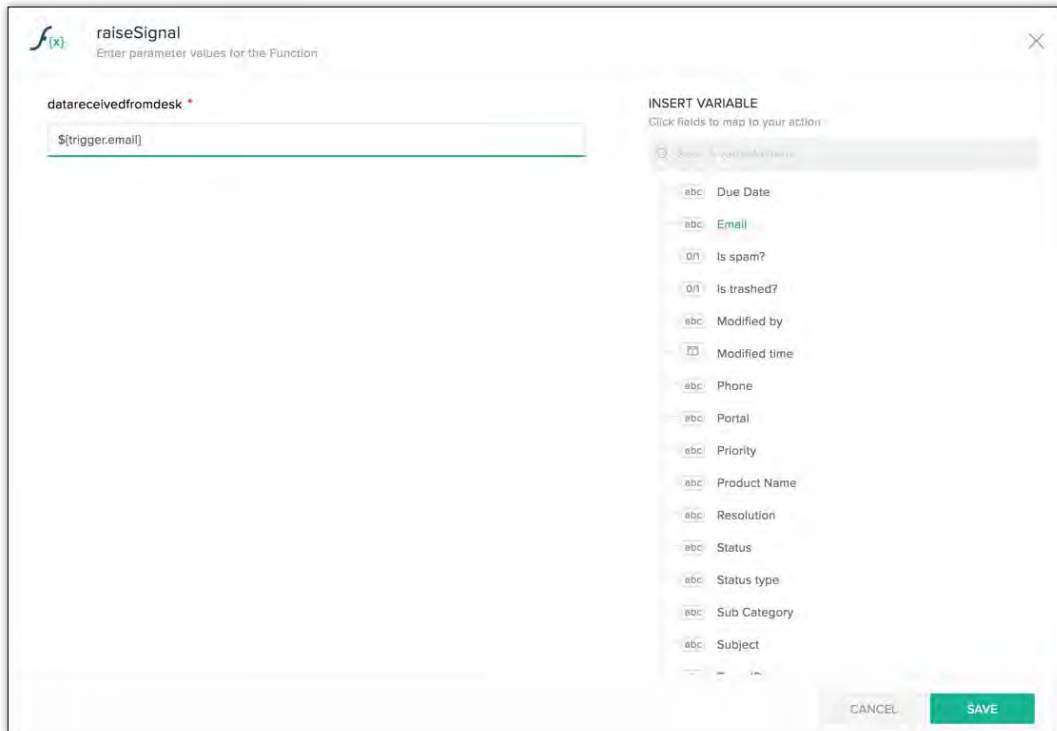 raiseSignal
Enter parameter values for the Function
datareceivedfromdesk *
${trigger.email}
INSERT VARIABLE
Click fields to map to your action
abc Due Date
abc Email
0/1 Is spam?
0/1 Is trashed?
abc Modified by
Modified time
abc Phone
abc Portal
abc Priority
abc Product Name
abc Resolution
abc Status
abc Status type
abc Sub Category
abc Subject
CANCEL
SAVE